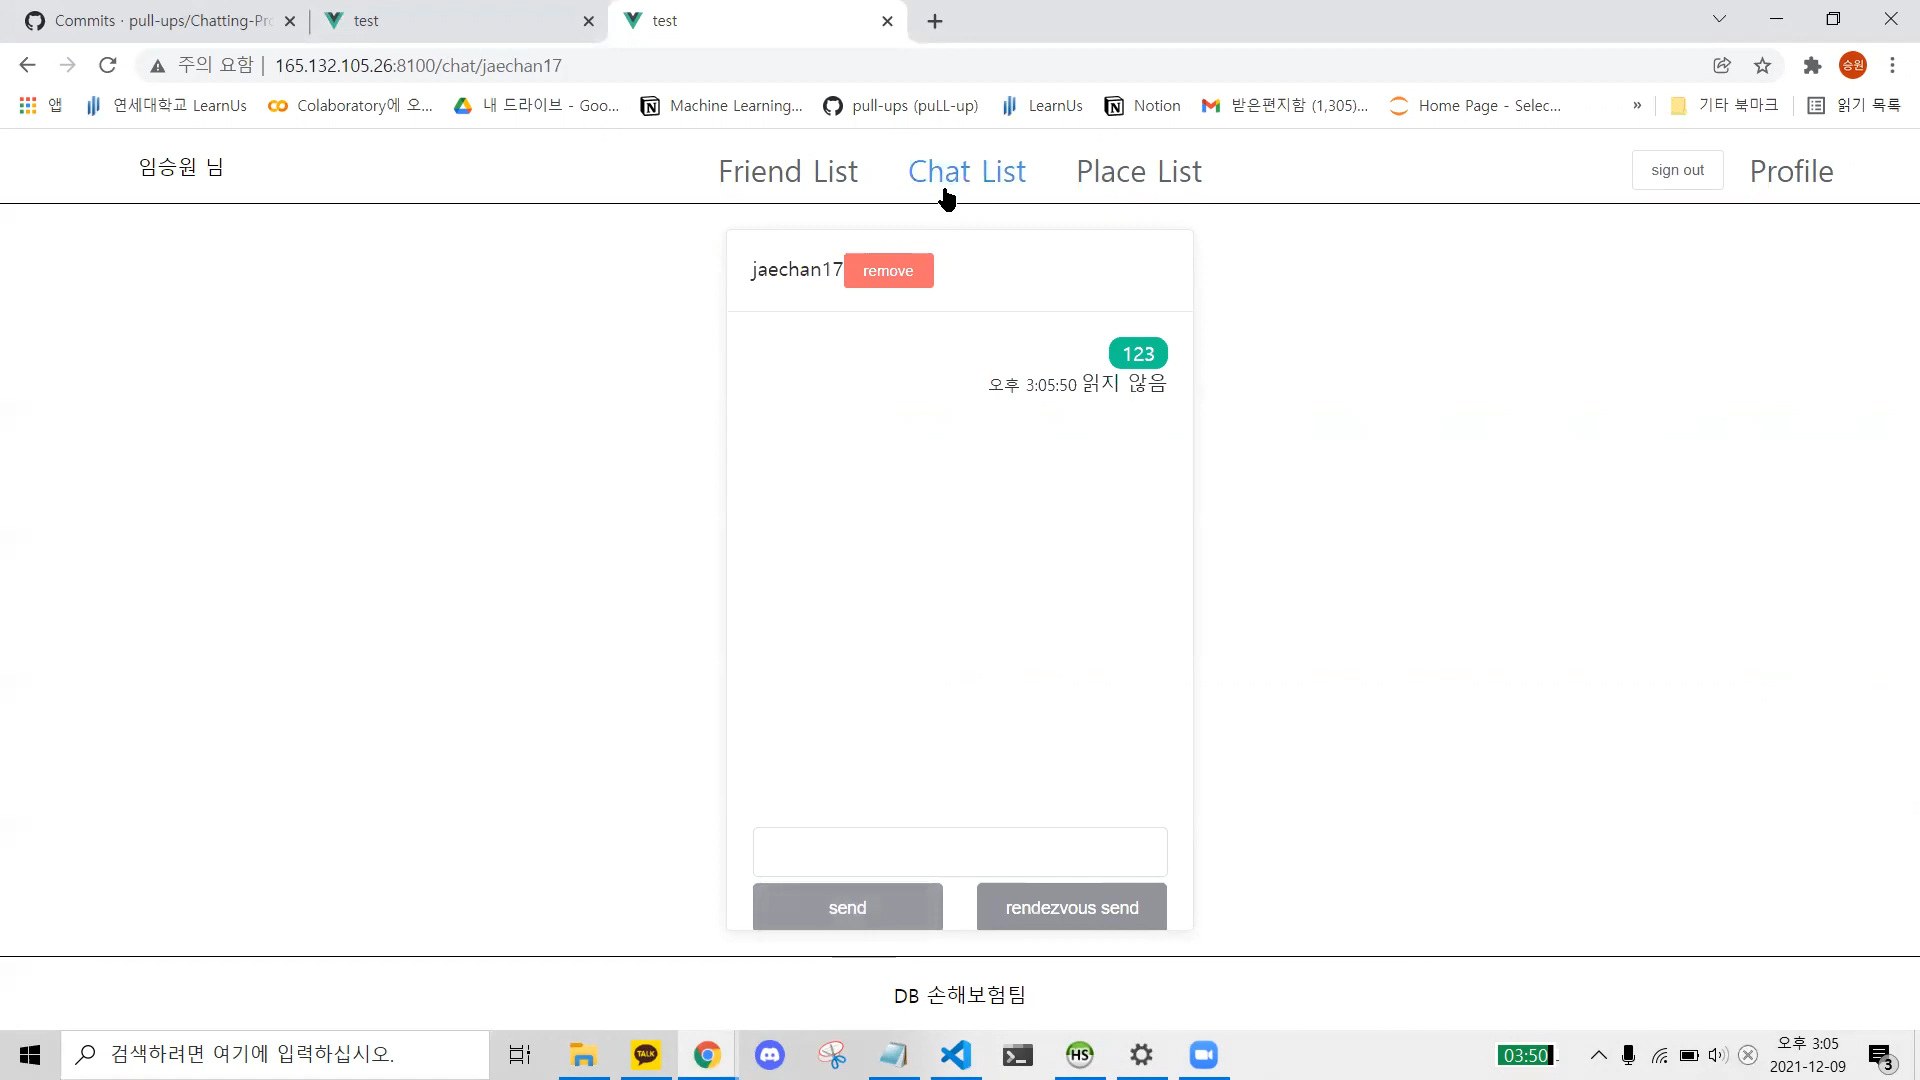 Commits · pull-ups/Chatting-Pro
test
test
주의 요함 | 165.132.105.26:8100/chat/jaechan17
승원
앱
연세대학교 LearnUs
Colaboratory에 오...
내 드라이브 - Goo...
Machine Learning...
pull-ups (puLL-up)
LearnUs
Notion
받은편지함 (1,305)...
Home Page - Selec...
»
기타 북마크
읽기 목록
임승원 님
Friend List
Chat List
Place List
sign out
Profile
jaechan17
remove
123
오후 3:05:50 읽지 않음
send
rendezvous send
DB 손해보험팀
검색하려면 여기에 입력하십시오.
TALK
HS
03:50
오후 3:05
2021-12-09
3